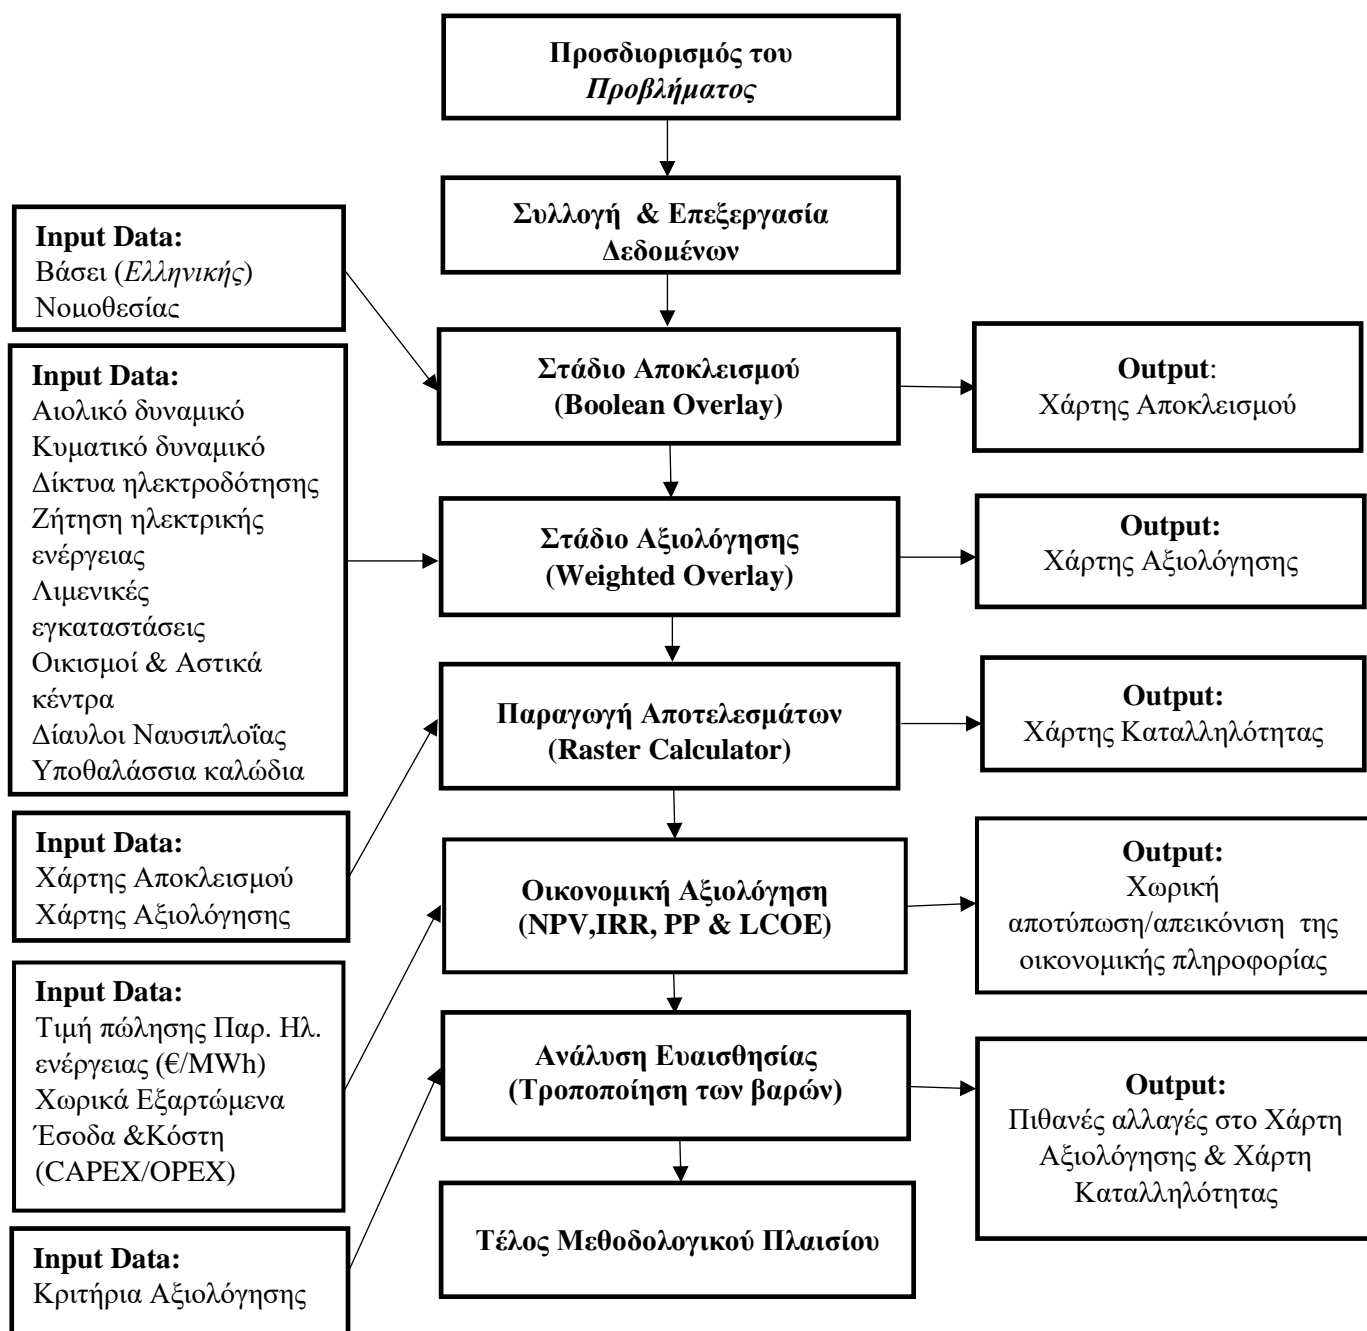 Προσδιορισμός του
Προβλήματος
Συλλογή & Επεξεργασία
Δεδομένων
Input Data:
Βάσει (Ελληνικής)
Νομοθεσίας
Στάδιο Αποκλεισμού
(Boolean Overlay)
Output:
Χάρτης Αποκλεισμού
Input Data:
Αιολικό δυναμικό
Κυματικό δυναμικό
Δίκτυα ηλεκτροδότησης
Ζήτηση ηλεκτρικής
ενέργειας
Λιμενικές
εγκαταστάσεις
Οικισμοί & Αστικά
κέντρα
Δίαυλοι Ναυσιπλοΐας
Υποθαλάσσια καλώδια
Στάδιο Αξιολόγησης
(Weighted Overlay)
Output:
Χάρτης Αξιολόγησης
Input Data:
Χάρτης Αποκλεισμού
Χάρτης Αξιολόγησης
Παραγωγή Αποτελεσμάτων
(Raster Calculator)
Output:
Χάρτης Καταλληλότητας
Input Data:
Τιμή πώλησης Παρ. Ηλ.
ενέργειας (€/MWh)
Χωρικά Εξαρτώμενα
Έσοδα &Κόστη
(CAPEX/OPEX)
Οικονομική Αξιολόγηση
(NPV,IRR, PP & LCOE)
Output:
Χωρική
αποτύπωση/απεικόνιση της
οικονομικής πληροφορίας
Input Data:
Κριτήρια Αξιολόγησης
Ανάλυση Ευαισθησίας
(Τροποποίηση των βαρών)
Output:
Πιθανές αλλαγές στο Χάρτη
Αξιολόγησης & Χάρτη
Καταλληλότητας
Τέλος Μεθοδολογικού Πλαισίου